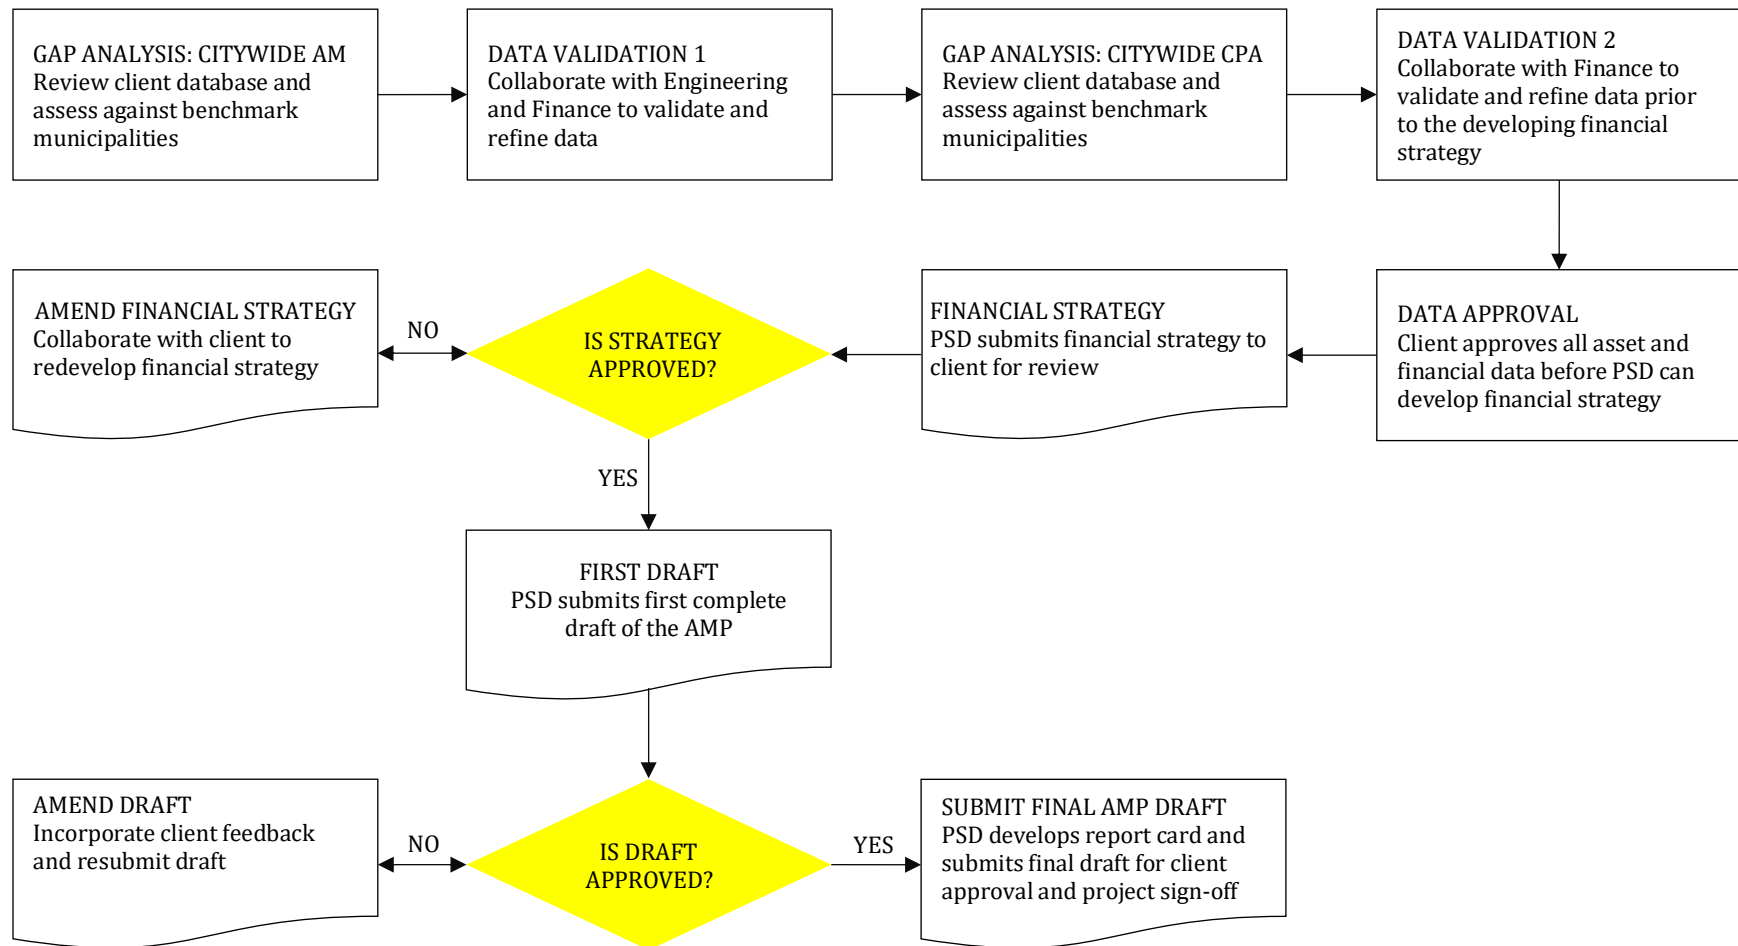 GAP ANALYSIS: CITYWIDE AM
Review client database and
assess against benchmark
municipalities
DATA VALIDATION 1
Collaborate with Engineering
and Finance to validate and
refine data
GAP ANALYSIS: CITYWIDE CPA
Review client database and
assess against benchmark
municipalities
DATA VALIDATION 2
Collaborate with Finance to
validate and refine data prior
to the developing financial
strategy
DATA APPROVAL
Client approves all asset and
financial data before PSD can
develop financial strategy
FINANCIAL STRATEGY
PSD submits financial strategy to
client for review
IS STRATEGY
APPROVED?
NO
AMEND FINANCIAL STRATEGY
Collaborate with client to
redevelop financial strategy
YES
FIRST DRAFT
PSD submits first complete
draft of the AMP
IS DRAFT
APPROVED?
NO
AMEND DRAFT
Incorporate client feedback
and resubmit draft
YES
SUBMIT FINAL AMP DRAFT
PSD develops report card and
submits final draft for client
approval and project sign-off